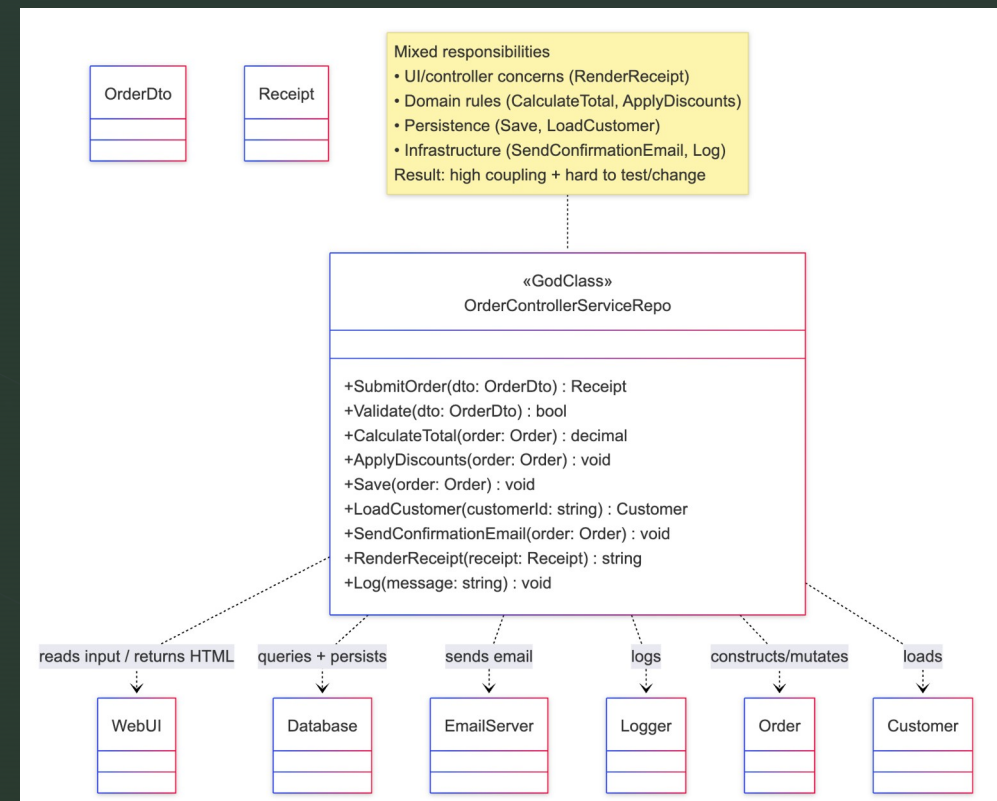 OrderDto
Receipt
Mixed responsibilities
• UI/controller concerns (RenderReceipt)
• Domain rules (CalculateTotal, ApplyDiscounts)
• Persistence (Save, LoadCustomer)
• Infrastructure (SendConfirmationEmail, Log)
Result: high coupling + hard to test/change
«GodClass»
OrderControllerServiceRepo
+SubmitOrder(dto: OrderDto) : Receipt
+Validate(dto: OrderDto) : bool
+CalculateTotal(order: Order) : decimal
+ApplyDiscounts(order: Order) : void
+Save(order: Order) : void
+LoadCustomer(customerId: string) : Customer
+SendConfirmationEmail(order: Order) : void
+RenderReceipt(receipt: Receipt) : string
+Log(message: string) : void
reads input / returns HTML
queries + persists
sends email
logs
constructs/mutates
loads
WebUI
Database
EmailServer
Logger
Order
Customer